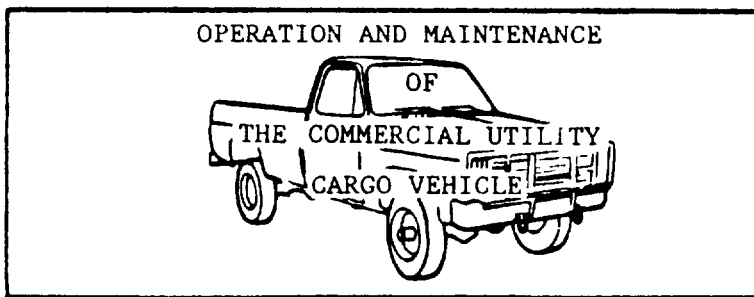 OPERATION AND MAINTENANCE
OF
THE COMMERCIAL UTILITY
CARGO VEHICLE